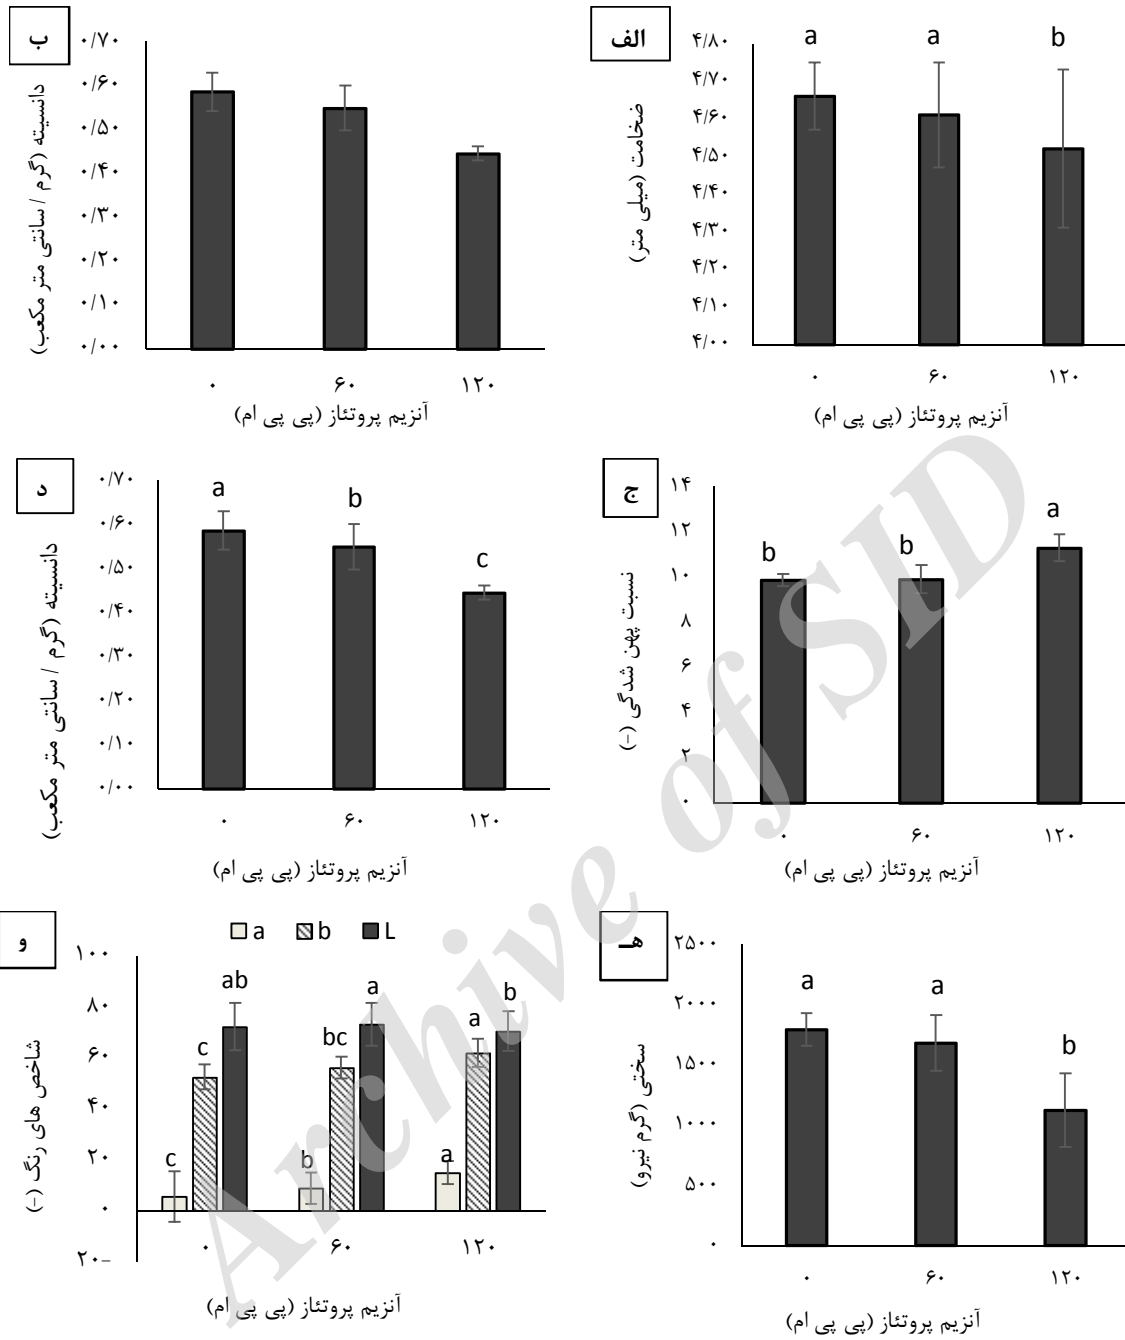 الف
ضخامت (میلی متر)
۴/۸۰
۴/۷۰
۴/۶۰
۴/۵۰
۴/۴۰
۴/۳۰
۴/۲۰
۴/۱۰
۴/۰۰
a a b
۰ ۶۰ ۱۲۰
آنزیم پروتئاز (پی پی ام)
ب
دانسیته (گرم / سانتی متر مکعب)
۰/۷۰
۰/۶۰
۰/۵۰
۰/۴۰
۰/۳۰
۰/۲۰
۰/۱۰
۰/۰۰
۰ ۶۰ ۱۲۰
آنزیم پروتئاز (پی پی ام)
ج
نسبت پهن شدگی (-)
۱۴
۱۲
۱۰
۸
۶
۴
۲
۰
b b a
۰ ۶۰ ۱۲۰
آنزیم پروتئاز (پی پی ام)
د
دانسیته (گرم / سانتی متر مکعب)
۰/۷۰
۰/۶۰
۰/۵۰
۰/۴۰
۰/۳۰
۰/۲۰
۰/۱۰
۰/۰۰
a b c
۰ ۶۰ ۱۲۰
آنزیم پروتئاز (پی پی ام)
هـ
سختی (گرم نیرو)
۲۵۰۰
۲۰۰۰
۱۵۰۰
۱۰۰۰
۵۰۰
۰
a a b
۰ ۶۰ ۱۲۰
آنزیم پروتئاز (پی پی ام)
و
شاخص های رنگ (-)
a b L
۱۰۰
۸۰
۶۰
۴۰
۲۰
۰
۲۰-
c c ab b bc a a a b
۰ ۶۰ ۱۲۰
آنزیم پروتئاز (پی پی ام)
Archive of SID